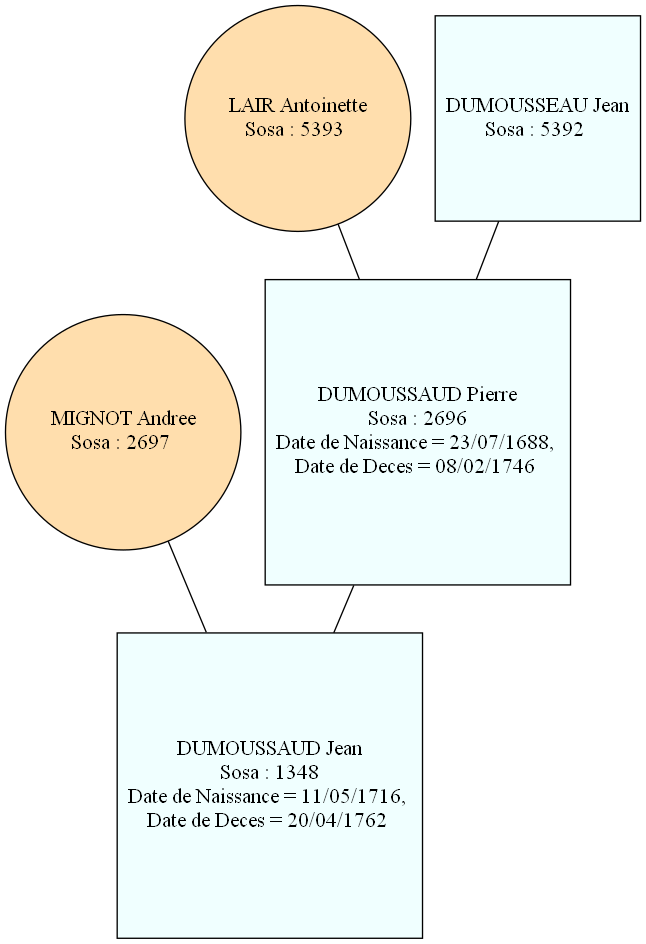 LAIR Antoinette
Sosa : 5393
DUMOUSSEAU Jean
Sosa : 5392
MIGNOT Andree
Sosa : 2697
DUMOUSSAUD Pierre
Sosa : 2696
Date de Naissance = 23/07/1688,
Date de Deces = 08/02/1746
DUMOUSSAUD Jean
Sosa : 1348
Date de Naissance = 11/05/1716,
Date de Deces = 20/04/1762